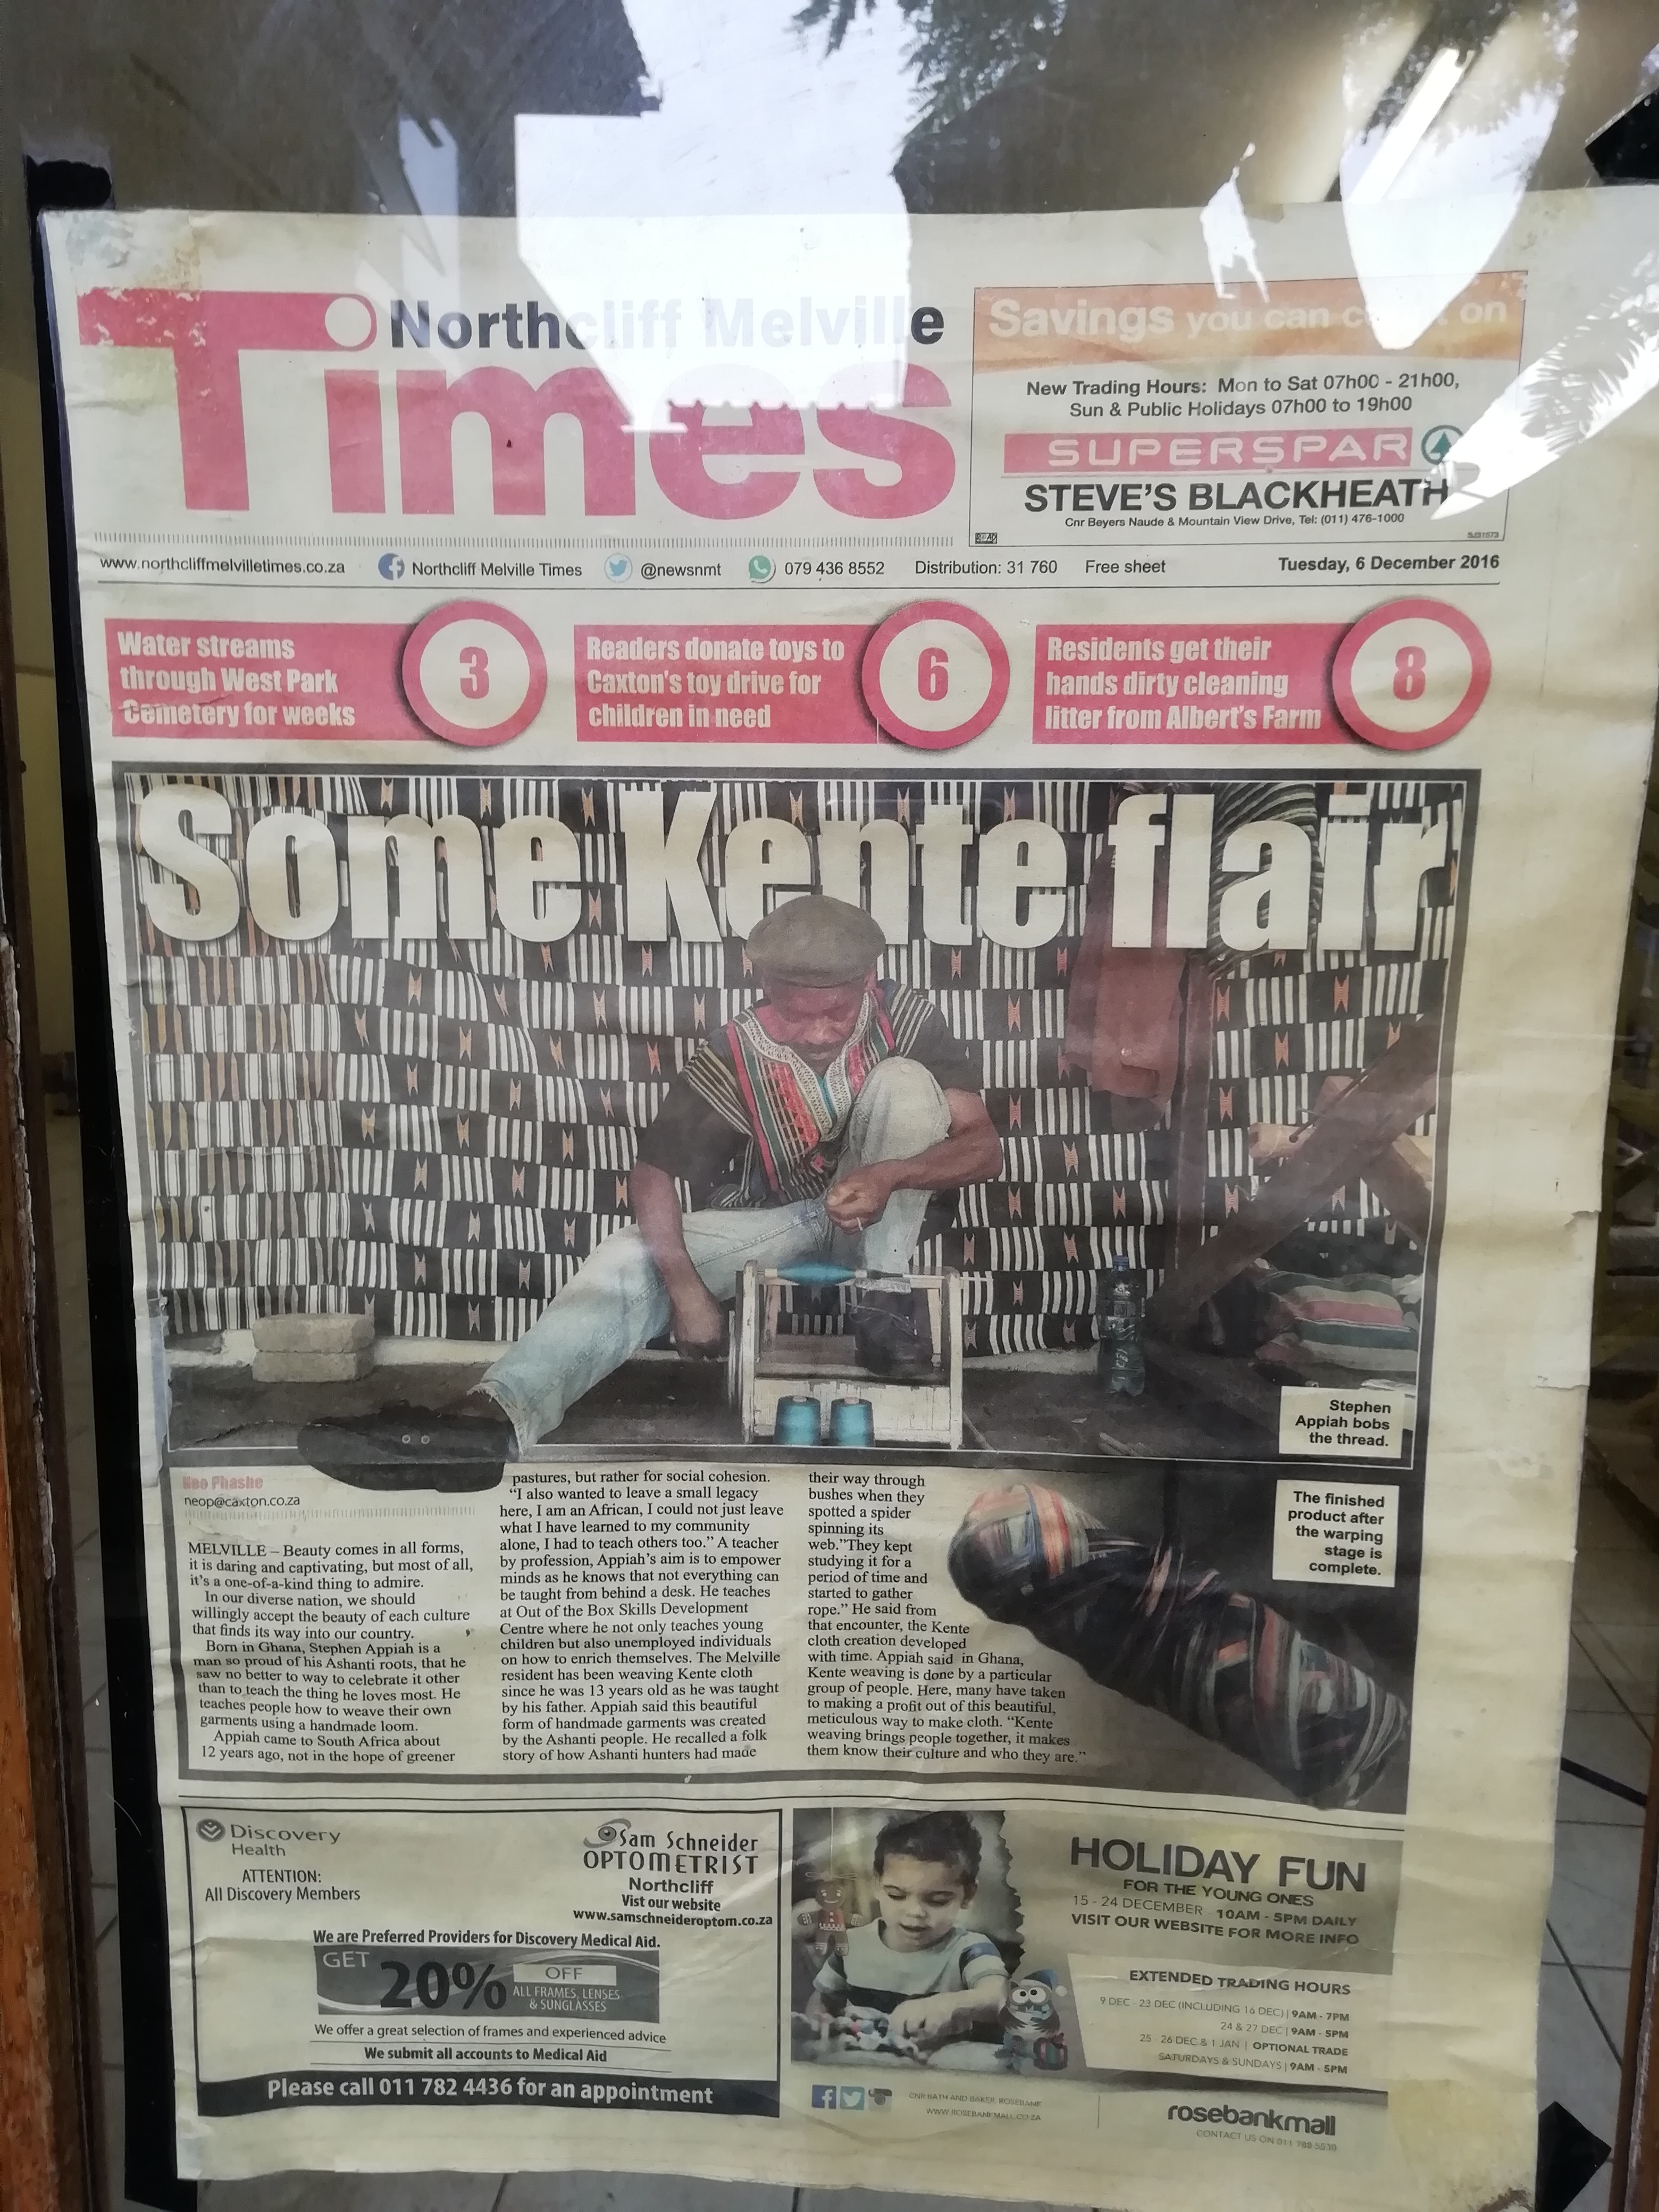 Northcliff Melville
Times
Savings you can count on
New Trading Hours: Mon to Sat 07h00 - 21h00,
Sun & Public Holidays 07h00 to 19h00
SUPERSPAR
STEVE'S BLACKHEATH
Cnr Beyers Naude & Mountain View Drive, Tel: (011) 476-1000
www.northcliffmelvilletimes.co.za Northcliff Melville Times @newsnmt 079 436 8552 Distribution: 31 760 Free sheet Tuesday, 6 December 2016
Water streams
through West Park
Cemetery for weeks
3
Readers donate toys to
Caxton's toy drive for
children in need
6
Residents get their
hands dirty cleaning
litter from Albert's Farm
8
Some Kente flair
Stephen
Appiah bobs
the thread.
Neo Phashe
neop@caxton.co.za
MELVILLE – Beauty comes in all forms,
it is daring and captivating, but most of all,
it's a one-of-a-kind thing to admire.
In our diverse nation, we should
willingly accept the beauty of each culture
that finds its way into our country.
Born in Ghana, Stephen Appiah is a
man so proud of his Ashanti roots, that he
saw no better to way to celebrate it other
than to teach the thing he loves most. He
teaches people how to weave their own
garments using a handmade loom.
Appiah came to South Africa about
12 years ago, not in the hope of greener
pastures, but rather for social cohesion.
“I also wanted to leave a small legacy
here, I am an African, I could not just leave
what I have learned to my community
alone, I had to teach others too.” A teacher
by profession, Appiah's aim is to empower
minds as he knows that not everything can
be taught from behind a desk. He teaches
at Out of the Box Skills Development
Centre where he not only teaches young
children but also unemployed individuals
on how to enrich themselves. The Melville
resident has been weaving Kente cloth
since he was 13 years old as he was taught
by his father. Appiah said this beautiful
form of handmade garments was created
by the Ashanti people. He recalled a folk
story of how Ashanti hunters had made
their way through
bushes when they
spotted a spider
spinning its
web.”They kept
studying it for a
period of time and
started to gather
rope.” He said from
that encounter, the Kente
cloth creation developed
with time. Appiah said in Ghana,
Kente weaving is done by a particular
group of people. Here, many have taken
to making a profit out of this beautiful,
meticulous way to make cloth. “Kente
weaving brings people together, it makes
them know their culture and who they are.”
The finished
product after
the warping
stage is
complete.
Discovery
Health
ATTENTION:
All Discovery Members
Sam Schneider
OPTOMETRIST
Northcliff
Vist our website
www.samschneideroptom.co.za
We are Preferred Providers for Discovery Medical Aid.
GET
20%
OFF
ALL FRAMES, LENSES
& SUNGLASSES
We offer a great selection of frames and experienced advice
We submit all accounts to Medical Aid
Please call 011 782 4436 for an appointment
HOLIDAY FUN
FOR THE YOUNG ONES
15 - 24 DECEMBER 10AM - 5PM DAILY
VISIT OUR WEBSITE FOR MORE INFO
EXTENDED TRADING HOURS
9 DEC - 23 DEC (INCLUDING 16 DEC) | 9AM - 7PM
24 & 27 DEC | 9AM - 5PM
25 - 26 DEC & 1 JAN | OPTIONAL TRADE
SATURDAYS & SUNDAYS | 9AM - 5PM
CNR BATH AND BAKER, ROSEBANK
WWW.ROSEBANKMALL.CO.ZA
rosebankmall
CONTACT US ON 011 788 5530